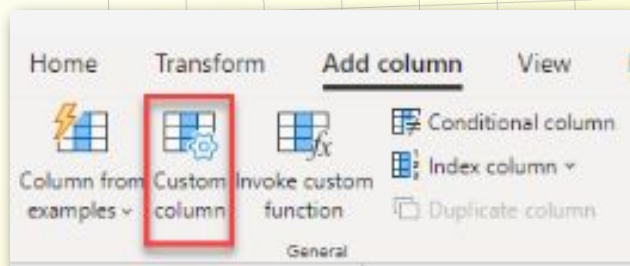 Home Transform Add column View
Column from examples
Custom column
Invoke custom function
Conditional column
Index column
Duplicate column
General